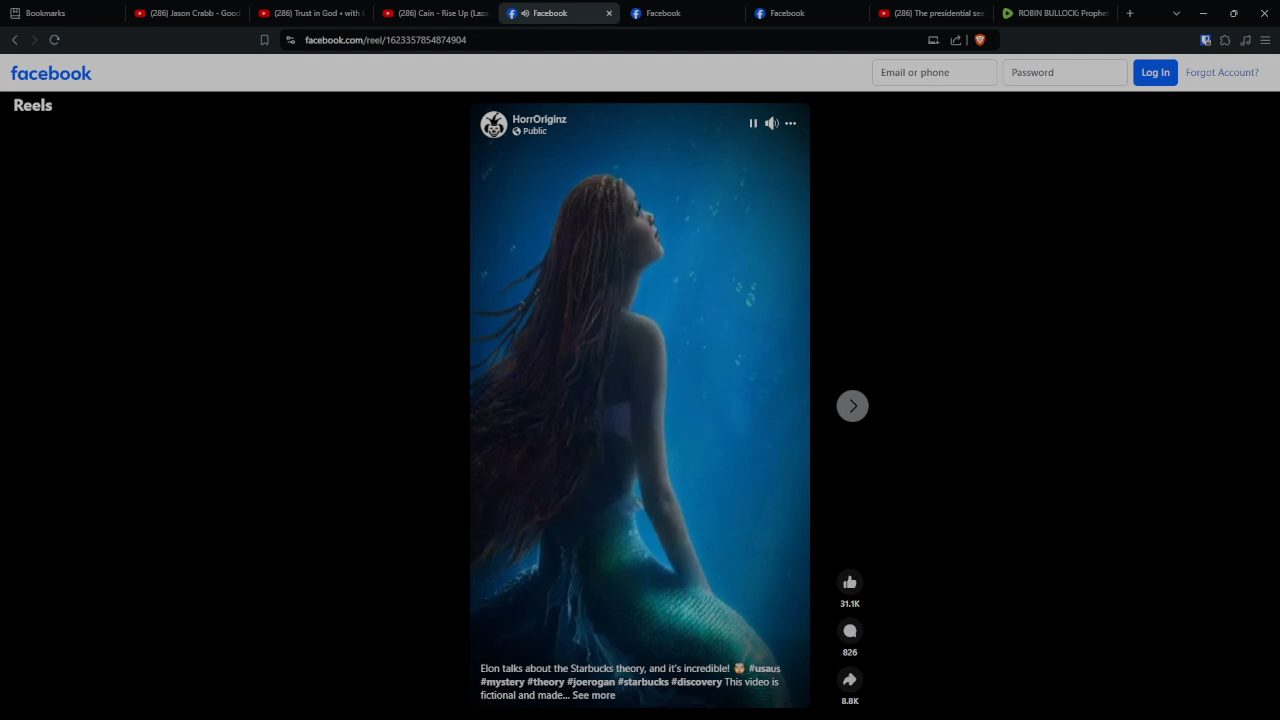 Bookmarks
(286) Jason Crabb - Good
(286) Trust in God • with L
(286) Cain - Rise Up (Laza
Facebook
Facebook
Facebook
(286) The presidential see
ROBIN BULLOCK: Prophet
facebook.com/reel/1623357854874904
facebook
Email or phone
Password
Log In
Forgot Account?
Reels
HorrOriginz
Public
31.1K
826
8.8K
Elon talks about the Starbucks theory, and it's incredible! 🤯 #usaus
#mystery #theory #joerogan #starbucks #discovery This video is
fictional and made... See more